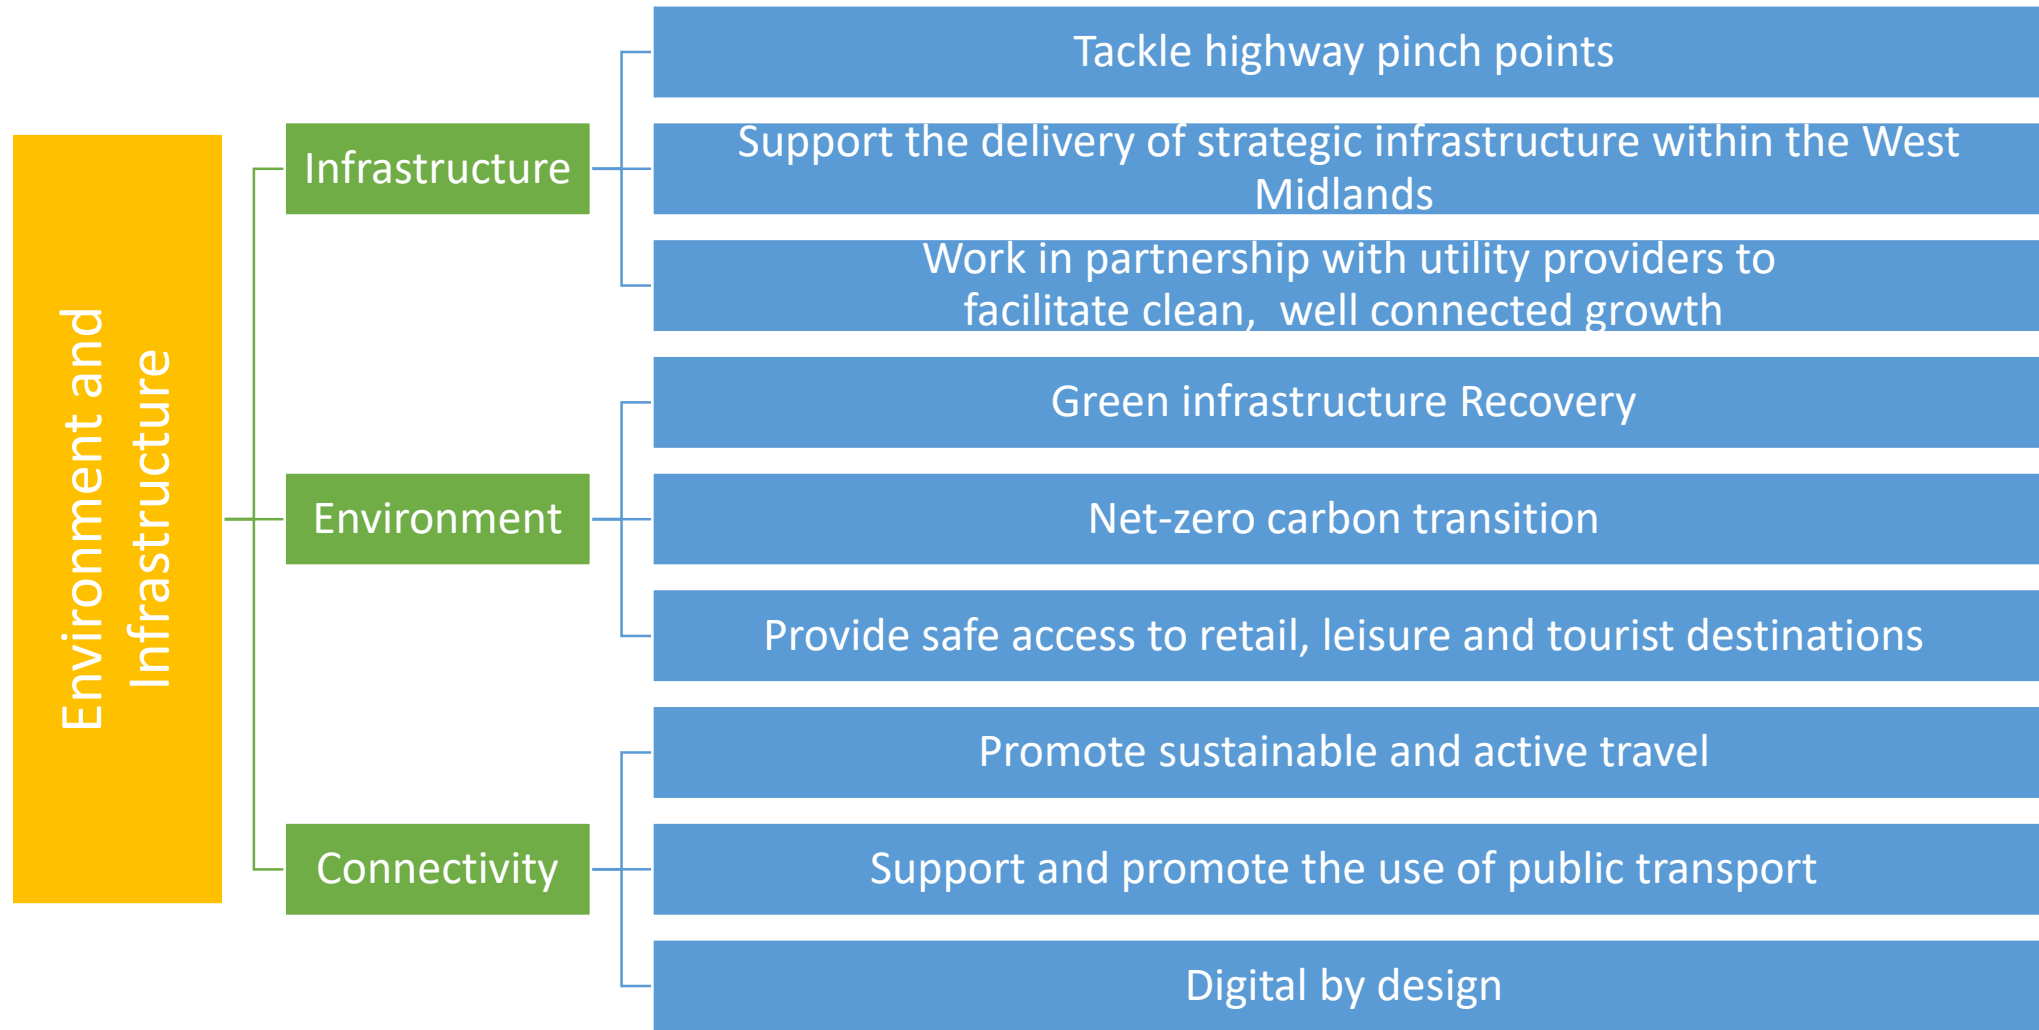 Environment and
Infrastructure
Infrastructure
Tackle highway pinch points
Support the delivery of strategic infrastructure within the West
Midlands
Work in partnership with utility providers to
facilitate clean,  well connected growth
Environment
Green infrastructure Recovery
Net-zero carbon transition
Provide safe access to retail, leisure and tourist destinations
Connectivity
Promote sustainable and active travel
Support and promote the use of public transport
Digital by design